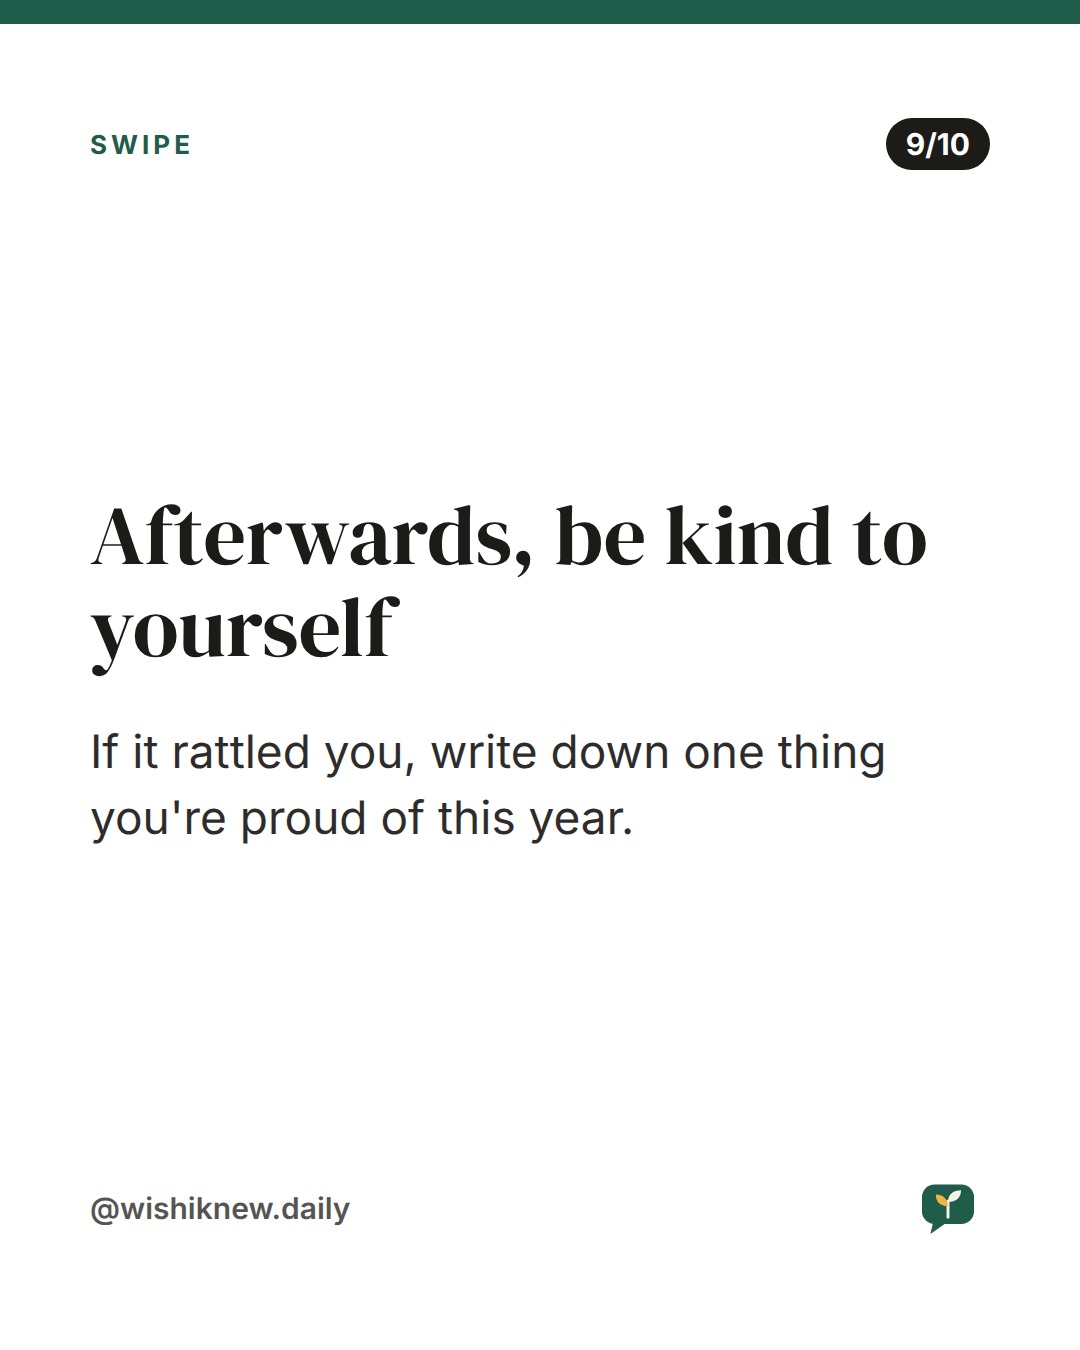 SWIPE
9/10
Afterwards, be kind to
yourself
If it rattled you, write down one thing
you're proud of this year.
@wishiknew.daily